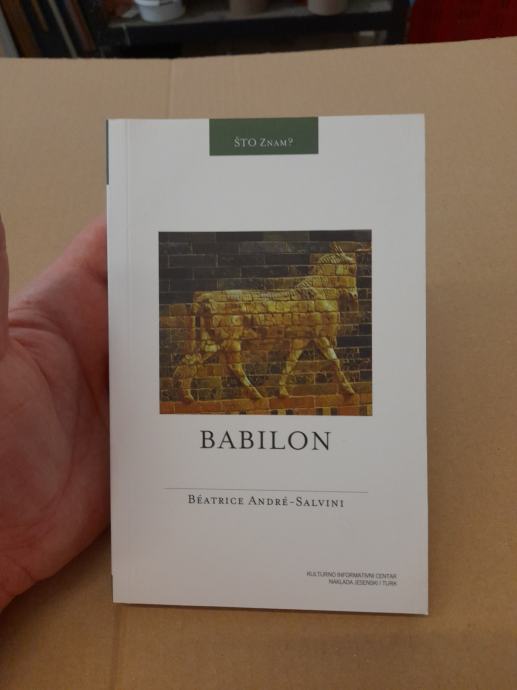 ŠTO ZNAM?
BABILON
BÉATRICE ANDRÉ-SALVINI
KULTURNO INFORMATIVNI CENTAR
NAKLADA JESENSKI I TURK